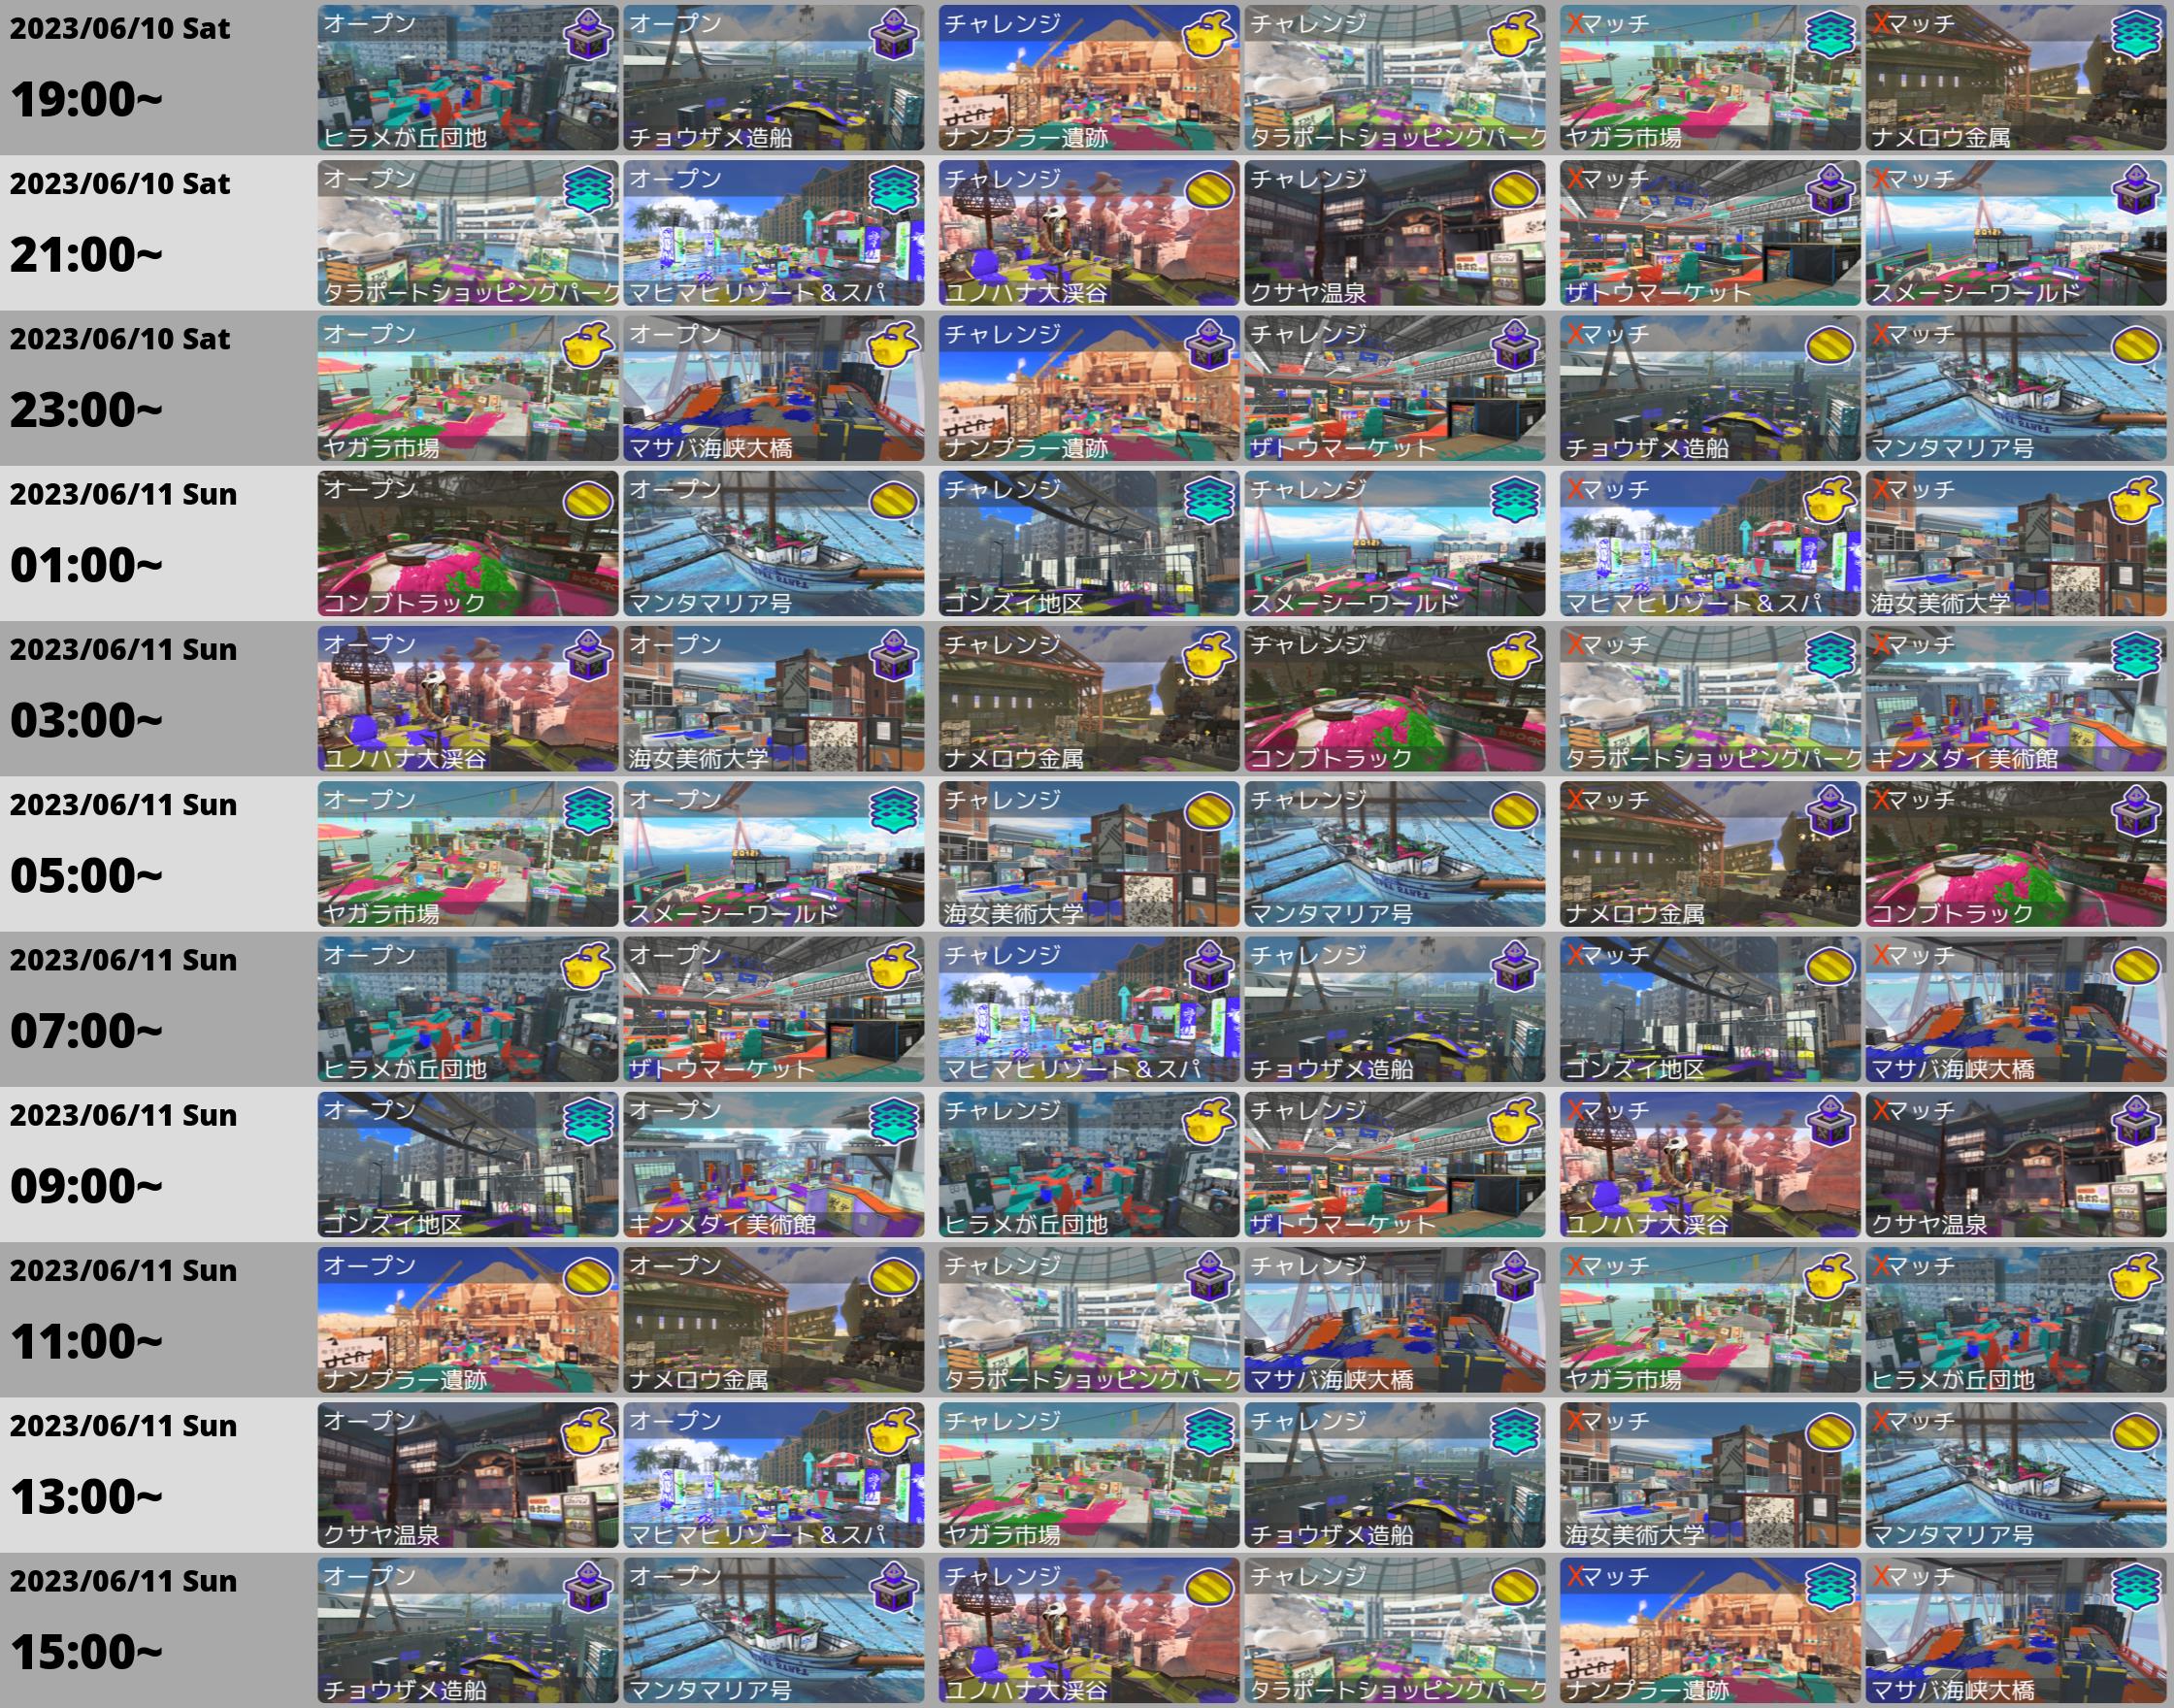 2023/06/10 Sat
19:00~
オープン
ヒラメが丘団地
オープン
チョウザメ造船
チャレンジ
ナンプラー遺跡
チャレンジ
タラポートショッピングパーク
Xマッチ
ヤガラ市場
Xマッチ
ナメロウ金属
2023/06/10 Sat
21:00~
オープン
タラポートショッピングパーク
オープン
マヒマヒリゾート＆スパ
チャレンジ
ユノハナ大渓谷
チャレンジ
クサヤ温泉
Xマッチ
ザトウマーケット
Xマッチ
スメーシーワールド
2023/06/10 Sat
23:00~
オープン
ヤガラ市場
オープン
マサバ海峡大橋
チャレンジ
ナンプラー遺跡
チャレンジ
ザトウマーケット
Xマッチ
チョウザメ造船
Xマッチ
マンタマリア号
2023/06/11 Sun
01:00~
オープン
コンブトラック
オープン
マンタマリア号
チャレンジ
ゴンズイ地区
チャレンジ
スメーシーワールド
Xマッチ
マヒマヒリゾート＆スパ
Xマッチ
海女美術大学
2023/06/11 Sun
03:00~
オープン
ユノハナ大渓谷
オープン
海女美術大学
チャレンジ
ナメロウ金属
チャレンジ
コンブトラック
Xマッチ
タラポートショッピングパーク
Xマッチ
キンメダイ美術館
2023/06/11 Sun
05:00~
オープン
ヤガラ市場
オープン
スメーシーワールド
チャレンジ
海女美術大学
チャレンジ
マンタマリア号
Xマッチ
ナメロウ金属
Xマッチ
コンブトラック
2023/06/11 Sun
07:00~
オープン
ヒラメが丘団地
オープン
ザトウマーケット
チャレンジ
マヒマヒリゾート＆スパ
チャレンジ
チョウザメ造船
Xマッチ
ゴンズイ地区
Xマッチ
マサバ海峡大橋
2023/06/11 Sun
09:00~
オープン
ゴンズイ地区
オープン
キンメダイ美術館
チャレンジ
ヒラメが丘団地
チャレンジ
ザトウマーケット
Xマッチ
ユノハナ大渓谷
Xマッチ
クサヤ温泉
2023/06/11 Sun
11:00~
オープン
ナンプラー遺跡
オープン
ナメロウ金属
チャレンジ
タラポートショッピングパーク
チャレンジ
マサバ海峡大橋
Xマッチ
ヤガラ市場
Xマッチ
ヒラメが丘団地
2023/06/11 Sun
13:00~
オープン
クサヤ温泉
オープン
マヒマヒリゾート＆スパ
チャレンジ
ヤガラ市場
チャレンジ
チョウザメ造船
Xマッチ
海女美術大学
Xマッチ
マンタマリア号
2023/06/11 Sun
15:00~
オープン
チョウザメ造船
オープン
マンタマリア号
チャレンジ
ユノハナ大渓谷
チャレンジ
タラポートショッピングパーク
Xマッチ
ナンプラー遺跡
Xマッチ
マサバ海峡大橋